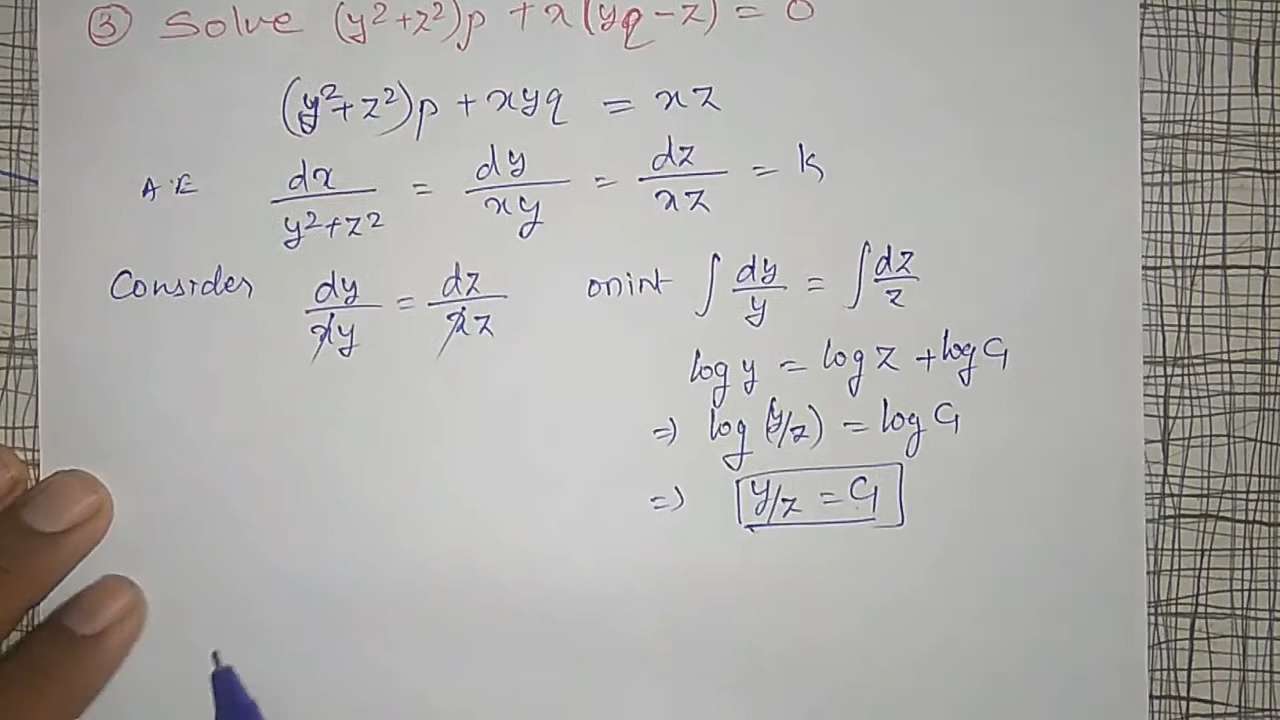 ③ Solve (y²+z²)p + x(yq-z) = 0
(y²+z²)p + xyq = xz
A.E dx/(y²+z²) = dy/xy = dz/xz = k
Consider dy/xy = dz/xz on int ∫ dy/y = ∫ dz/z
log y = log z + log C₁
=> log (y/z) = log C₁
=> y/z = C₁